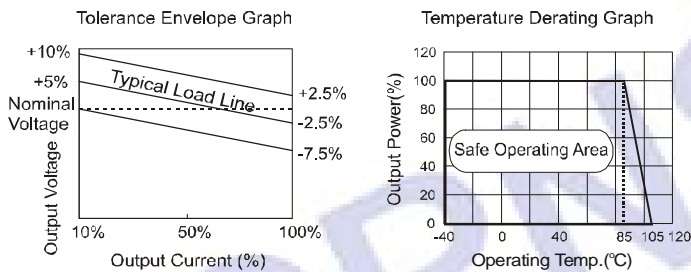 Tolerance Envelope Graph
+10%
+5%
Nominal
Voltage
Output Voltage
Typical Load Line
+2.5%
-2.5%
-7.5%
10%
50%
100%
Output Current (%)
Temperature Derating Graph
120
100
80
60
40
20
0
Output Power(%)
Safe Operating Area
-40
0
40
85
105
120
Operating Temp.(℃)